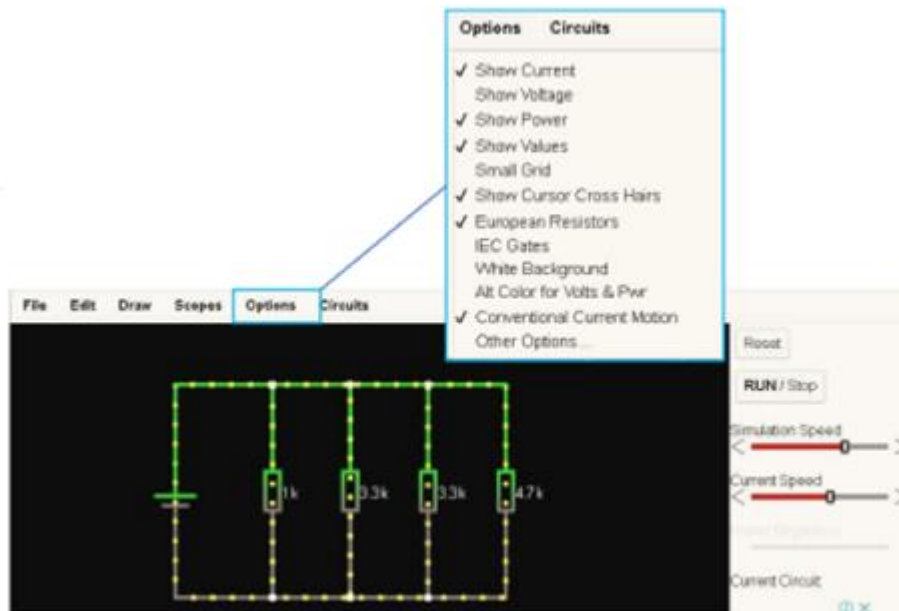 Options Circuits
✓ Show Current
Show Voltage
✓ Show Power
✓ Show Values
Small Grid
✓ Show Cursor Cross Hairs
✓ European Resistors
IEC Gates
White Background
Alt Color for Volts & Pwr
✓ Conventional Current Motion
Other Options...
File Edit Draw Scopes Options Circuits
Reset
RUN / Stop
Simulation Speed
Current Speed
Current Circuit:
1k 3.3k 3.3k 4.7k